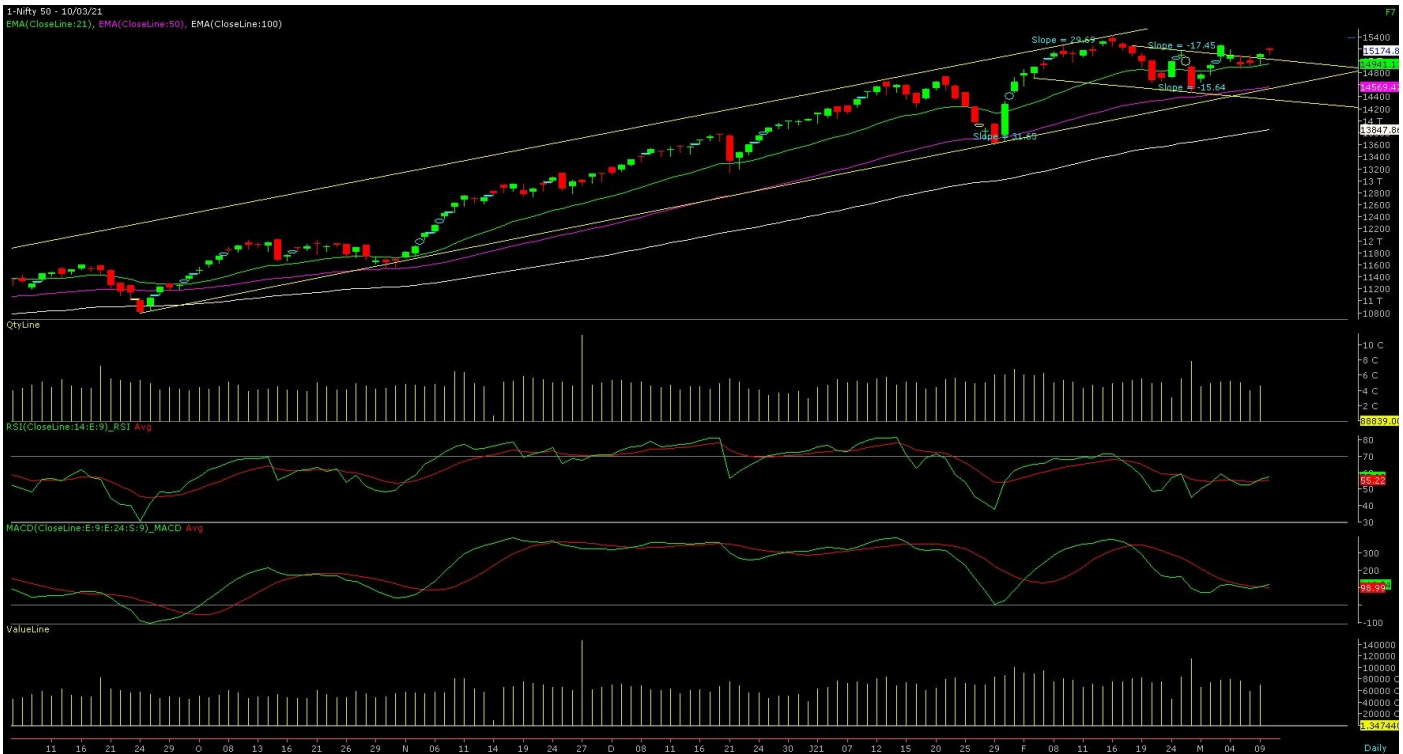 1-Nifty 50 - 10/03/21
F7
EMA(CloseLine:21), EMA(CloseLine:50), EMA(CloseLine:100)
Slope = 29.69
Slope = -17.45
Slope = -15.64
Slope = 31.65
15400
15174.8
14941.1
14800
14569.42
14400
14200
14 T
13847.86
13600
13400
13200
13 T
12800
12600
12400
12200
12 T
11800
11600
11400
11200
11 T
10800
QtyLine
10 C
8 C
6 C
4 C
2 C
88839.00
RSI(CloseLine:14:E:9)_RSI Avg
80
70
55.22
50
40
30
MACD(CloseLine:E:9:E:24:S:9)_MACD Avg
300
200
98.99
-100
ValueLine
140000
120000
100000
80000 C
60000 C
40000 C
20000 C
1.347440
11 16 21 24 29 O 08 13 16 21 26 29 N 06 11 14 19 24 27 D 08 11 16 21 24 30 J21 07 12 15 20 25 29 F 08 11 16 19 24 M 04 09
Daily